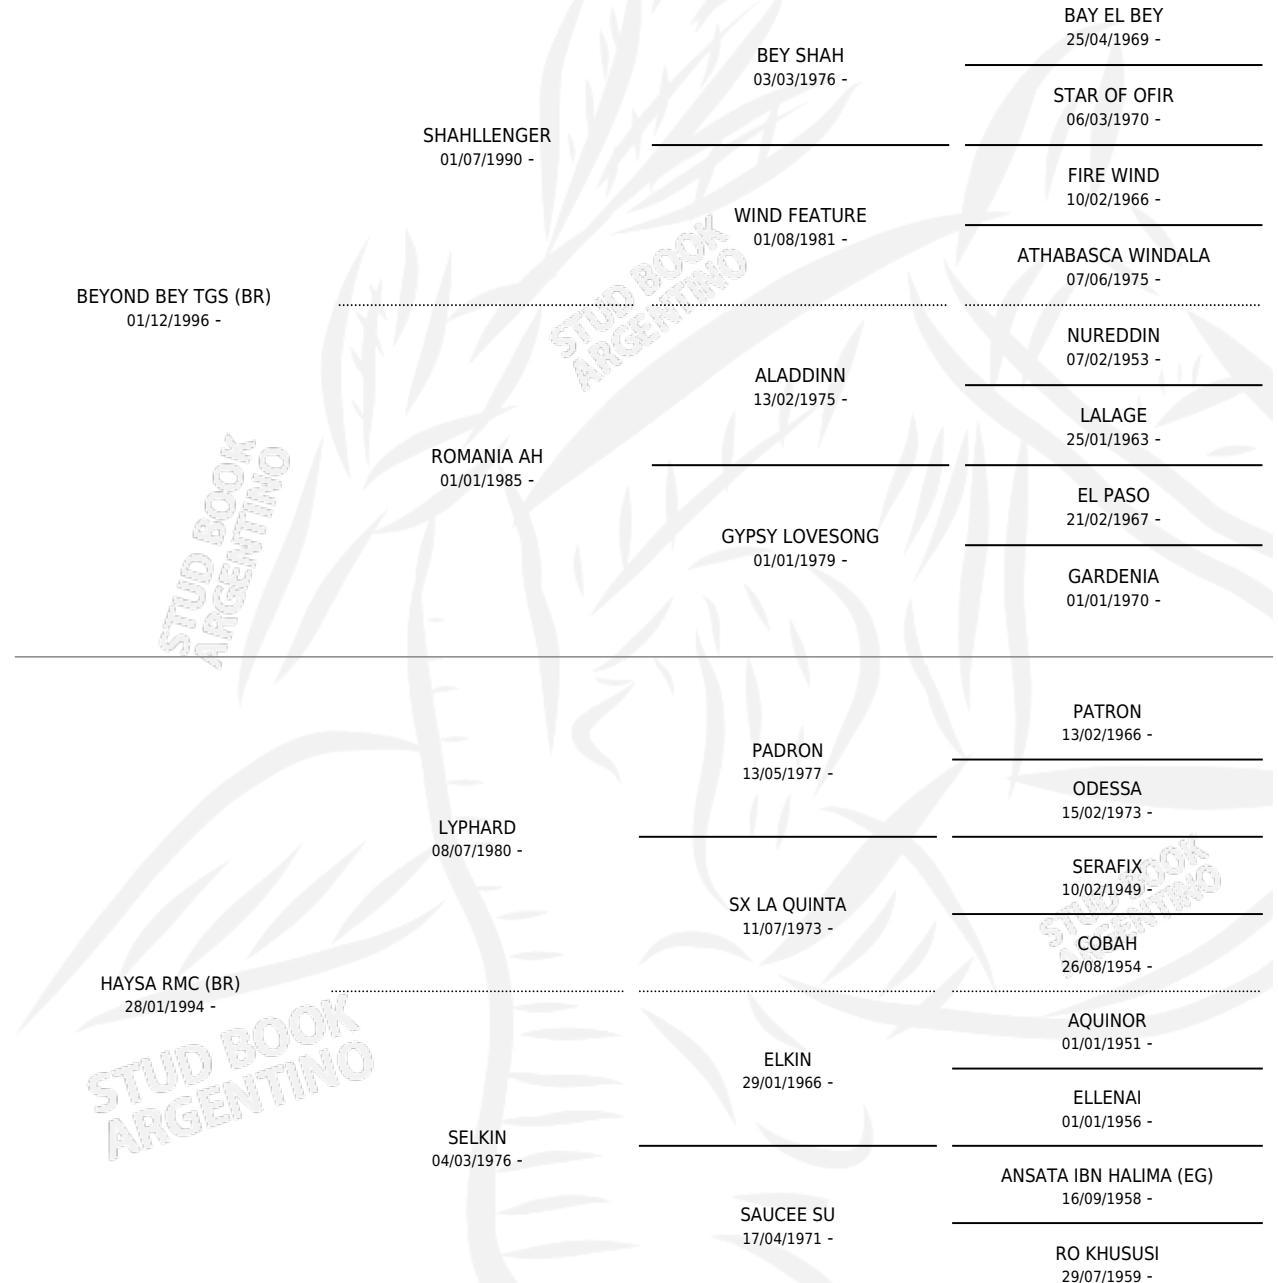 BAY EL BEY
25/04/1969 -
BEY SHAH
03/03/1976 -
STAR OF OFIR
06/03/1970 -
SHAHLLENGER
01/07/1990 -
FIRE WIND
10/02/1966 -
WIND FEATURE
01/08/1981 -
ATHABASCA WINDALA
07/06/1975 -
BEYOND BEY TGS (BR)
01/12/1996 -
STUD BOOK
ARGENTINO
NUREDDIN
07/02/1953 -
ALADDINN
13/02/1975 -
LALAGE
25/01/1963 -
ROMANIA AH
01/01/1985 -
EL PASO
21/02/1967 -
GYPSY LOVESONG
01/01/1979 -
GARDENIA
01/01/1970 -
STUD BOOK
ARGENTINO
PATRON
13/02/1966 -
PADRON
13/05/1977 -
ODESSA
15/02/1973 -
LYPHARD
08/07/1980 -
SERAFIX
10/02/1949 -
SX LA QUINTA
11/07/1973 -
STUD BOOK
ARGENTINO
COBAH
26/08/1954 -
HAYSA RMC (BR)
28/01/1994 -
STUD BOOK
ARGENTINO
AQUINOR
01/01/1951 -
ELKIN
29/01/1966 -
ELLENAI
01/01/1956 -
SELKIN
04/03/1976 -
ANSATA IBN HALIMA (EG)
16/09/1958 -
SAUCEE SU
17/04/1971 -
RO KHUSUSI
29/07/1959 -